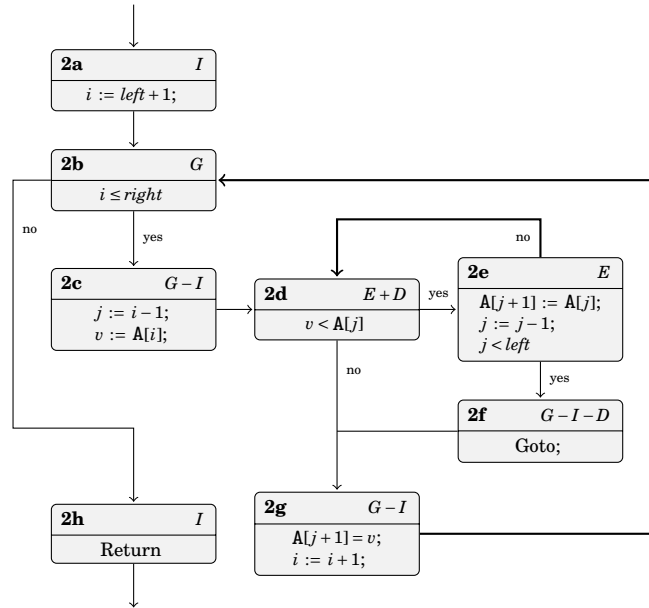 2a I
i := left + 1;
2b G
i ≤ right
no
yes
2c G − I
j := i − 1;
v := A[i];
2d E + D
v < A[j]
yes
no
no
2e E
A[j + 1] := A[j];
j := j − 1;
j < left
yes
2f G − I − D
Goto;
2g G − I
A[j + 1] = v;
i := i + 1;
2h I
Return